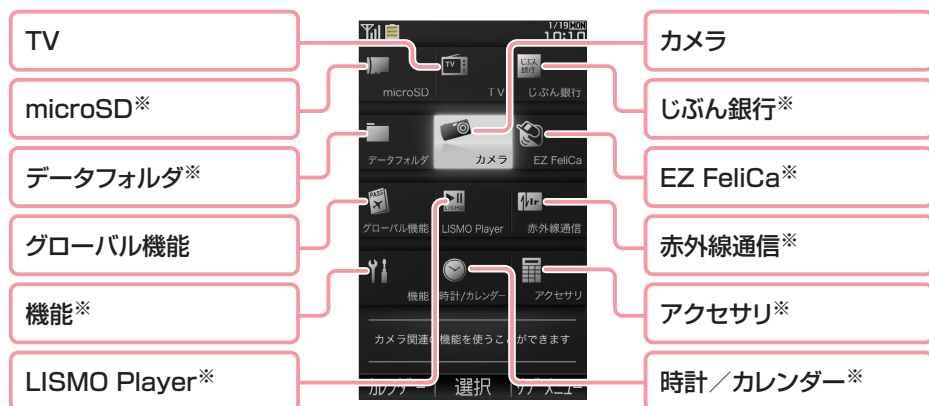 TV
microSD※
データフォルダ※
グローバル機能
機能※
LISMO Player※
1/19 MON
10:10
microSD
TV
じぶん銀行
データフォルダ
カメラ
EZ FeliCa
グローバル機能
LISMO Player
赤外線通信
機能
時計/カレンダー
アクセサリ
カメラ関連の機能を使うことができます
選択
カメラ
じぶん銀行※
EZ FeliCa※
赤外線通信※
アクセサリ※
時計／カレンダー※